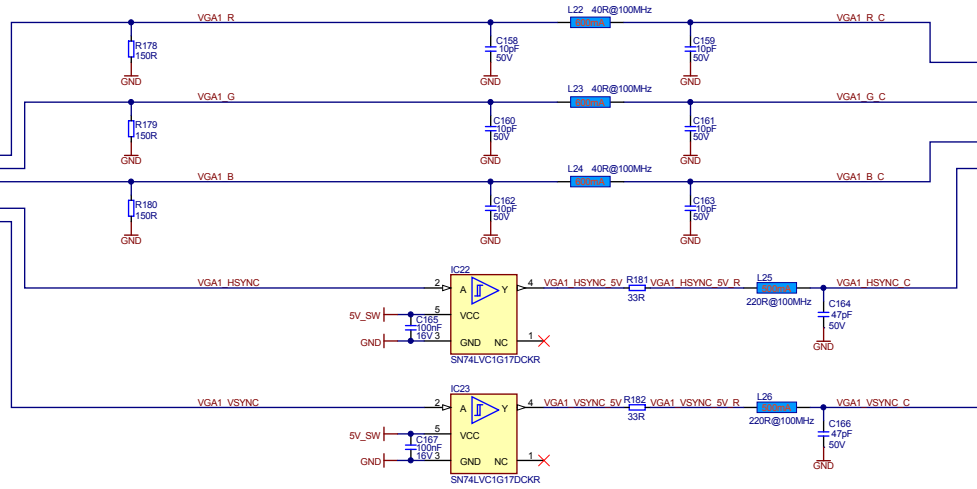 L22 40R@100MHz
VGA1_R
VGA1_R_C
R178
150R
GND
C158
10pF
50V
GND
C159
10pF
50V
GND
L23 40R@100MHz
VGA1_G
VGA1_G_C
R179
150R
GND
C160
10pF
50V
GND
C161
10pF
50V
GND
L24 40R@100MHz
VGA1_B
VGA1_B_C
R180
150R
GND
C162
10pF
50V
GND
C163
10pF
50V
GND
IC22
VGA1_HSYNC
2
A
Y
4
VGA1_HSYNC_5V
R181
33R
VGA1_HSYNC_5V_R
L25
220R@100MHz
VGA1_HSYNC_C
5V_SW
5
VCC
C165
100nF
16V
GND
3
GND
NC
1
SN74LVC1G17DCKR
C164
47pF
50V
GND
IC23
VGA1_VSYNC
2
A
Y
4
VGA1_VSYNC_5V
R182
33R
VGA1_VSYNC_5V_R
L26
220R@100MHz
VGA1_VSYNC_C
5V_SW
5
VCC
C167
100nF
16V
GND
3
GND
NC
1
SN74LVC1G17DCKR
C166
47pF
50V
GND